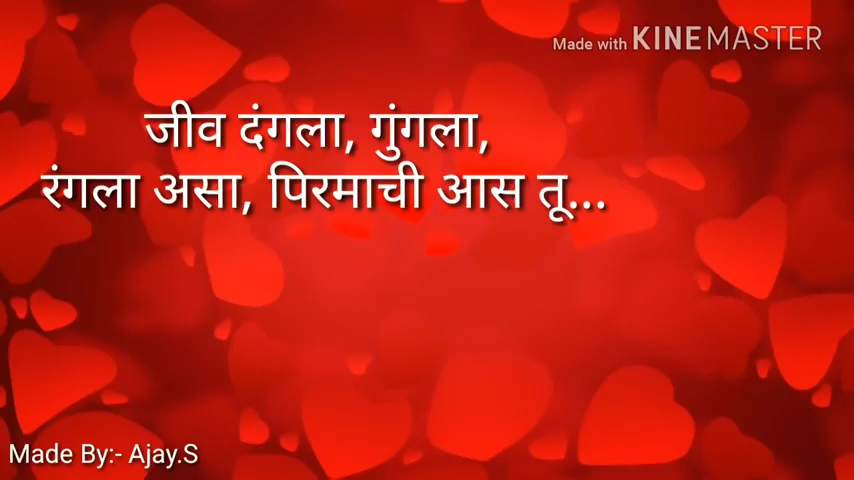 Made with KINEMASTER
जीव दंगला, गुंगला,
रंगला असा, पिरमाची आस तू...
Made By:- Ajay.S